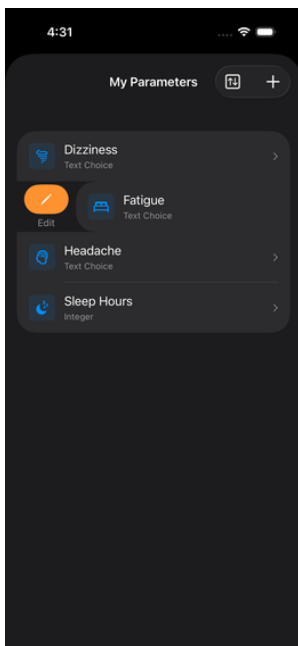 4:31
My Parameters
Dizziness
Text Choice
Fatigue
Text Choice
Edit
Headache
Text Choice
Sleep Hours
Integer